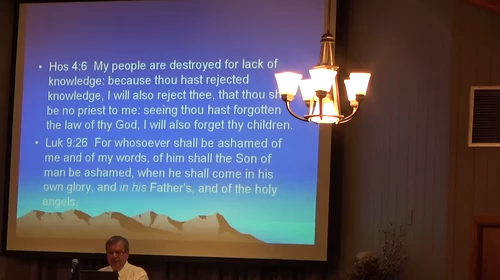 • Hos 4:6 My people are destroyed for lack of
knowledge: because thou hast rejected
knowledge, I will also reject thee, that thou
be no priest to me: seeing thou hast forgotten
the law of thy God, I will also forget thy children.
• Luk 9:26 For whosoever shall be ashamed of
me and of my words, of him shall the Son of
man be ashamed, when he shall come in his
own glory, and in his Father's, and of the holy
angels.